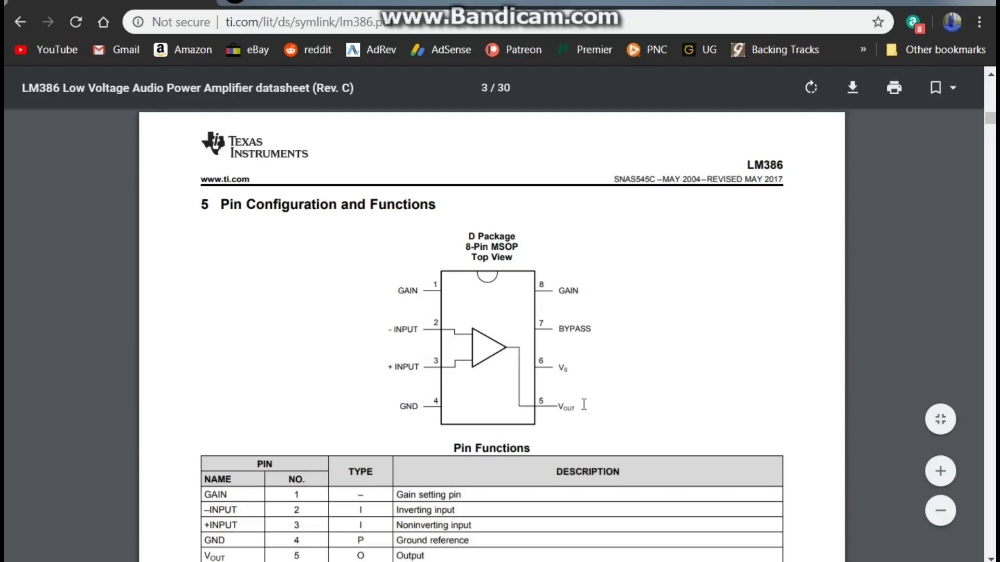 Not secure | ti.com/lit/ds/symlink/lm386.p
www.Bandicam.com
8
YouTube Gmail Amazon eBay reddit AdRev AdSense Patreon Premier PNC UG Backing Tracks » Other bookmarks
LM386 Low Voltage Audio Power Amplifier datasheet (Rev. C) 3 / 30
TEXAS
INSTRUMENTS
LM386
www.ti.com SNAS545C –MAY 2004–REVISED MAY 2017
5 Pin Configuration and Functions
D Package
8-Pin MSOP
Top View
GAIN 1 8 GAIN
- INPUT 2 7 BYPASS
+ INPUT 3 6 VS
GND 4 5 VOUT
Pin Functions
PIN TYPE DESCRIPTION
NAME NO.
GAIN 1 – Gain setting pin
–INPUT 2 I Inverting input
+INPUT 3 I Noninverting input
GND 4 P Ground reference
VOUT 5 O Output